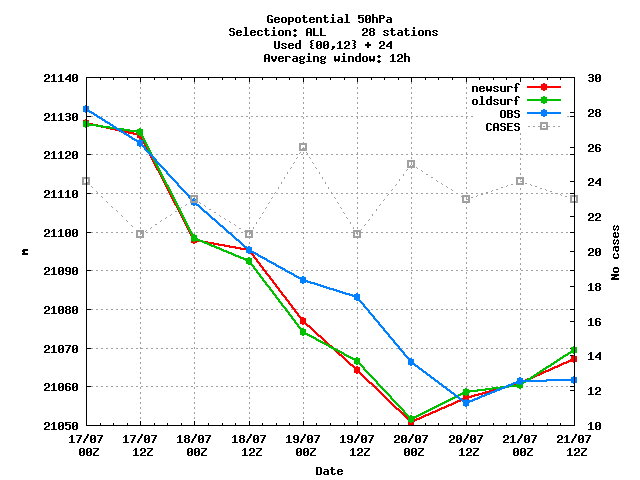 Geopotential 50hPa
Selection: ALL 28 stations
Used {00,12} + 24
Averaging window: 12h
21140 30
newsurf
oldsurf
OBS
CASES
21130 28
21120 26
21110 24
21100 22
21090 20
21080 18
21070 16
21060 14
21050 12
10
m
No cases
17/07 17/07 18/07 18/07 19/07 19/07 20/07 20/07 21/07 21/07
00Z 12Z 00Z 12Z 00Z 12Z 00Z 12Z 00Z 12Z
Date